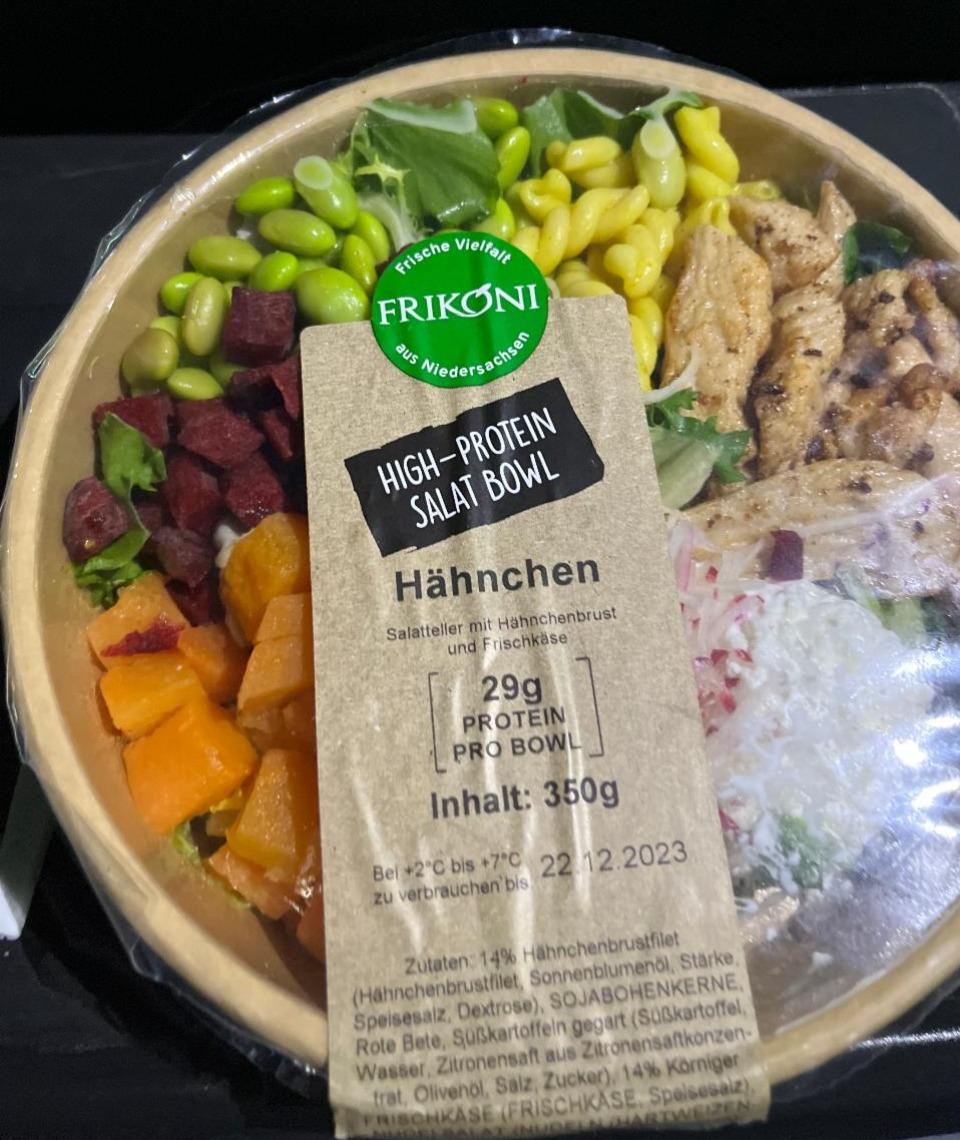 Frische Vielfalt
FRIKONI
aus Niedersachsen
HIGH-PROTEIN
SALAT BOWL
Hähnchen
Salatteller mit Hähnchenbrust
und Frischkäse
29g
PROTEIN
PRO BOWL
Inhalt: 350g
Bei +2°C bis +7°C
zu verbrauchen bis
22.12.2023
Zutaten: 14% Hähnchenbrustfilet
(Hähnchenbrustfilet, Sonnenblumenöl, Stärke,
Speisesalz, Dextrose), SOJABOHENKERNE,
Rote Bete, Süßkartoffeln gegart (Süßkartoffel,
Wasser, Zitronensaft aus Zitronensaftkonzen-
trat, Olivenöl, Salz, Zucker), 14% Körniger
FRISCHKÄSE (FRISCHKÄSE, Speisesalz),
NUDELSALAT (NUDELN (HARTWEIZEN